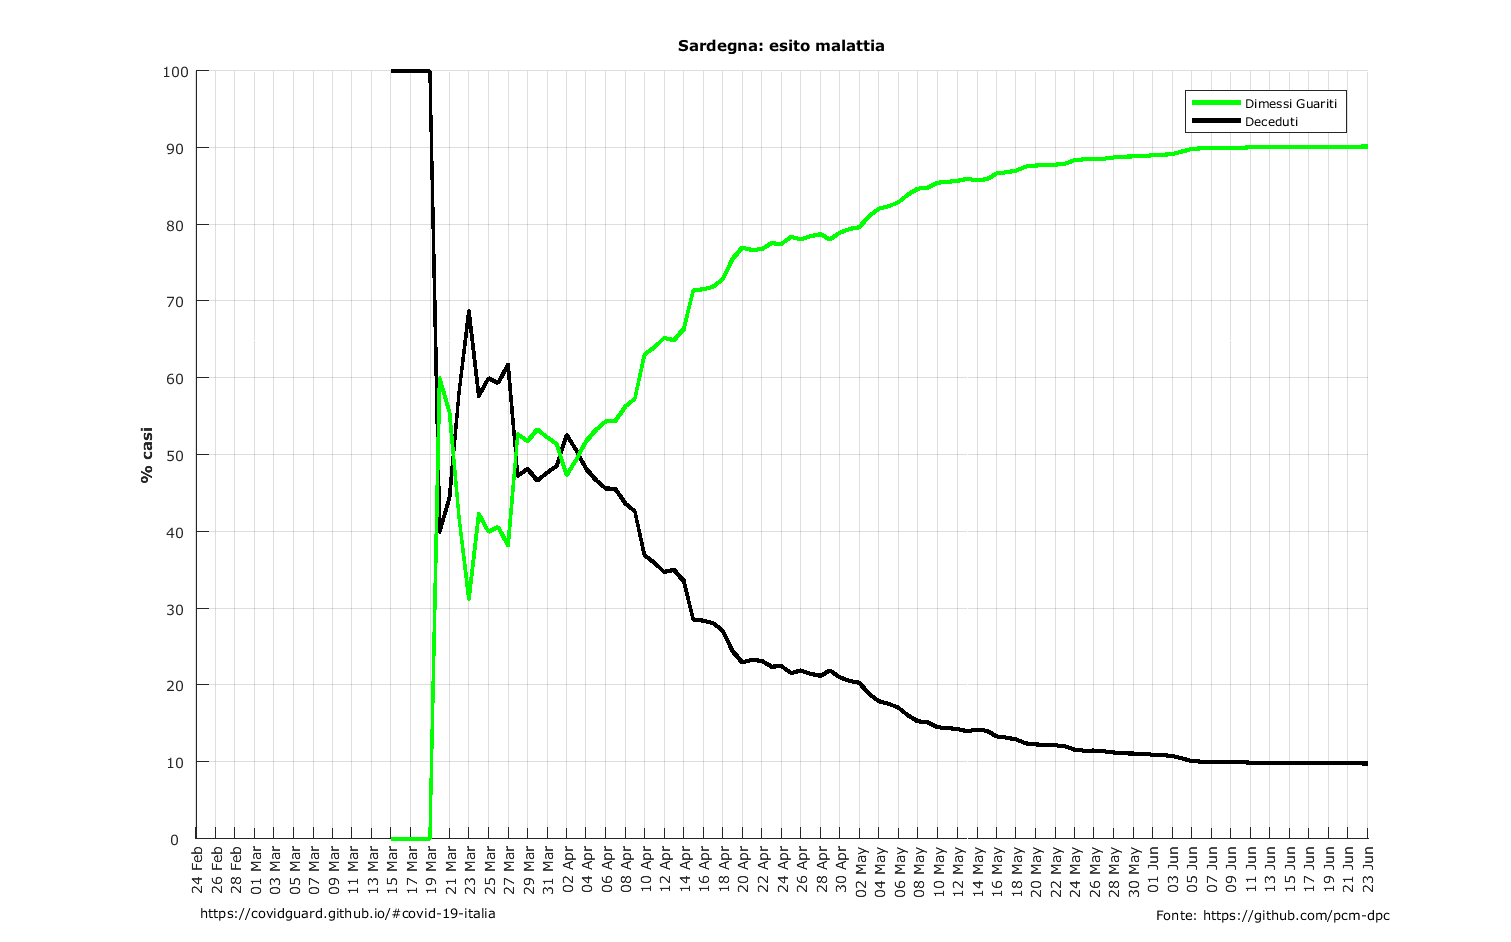 Sardegna: esito malattia
Dimessi Guariti
Deceduti
% casi
100
90
80
70
60
50
40
30
20
10
0
24 Feb
26 Feb
28 Feb
01 Mar
03 Mar
05 Mar
07 Mar
09 Mar
11 Mar
13 Mar
15 Mar
17 Mar
19 Mar
21 Mar
23 Mar
25 Mar
27 Mar
29 Mar
31 Mar
02 Apr
04 Apr
06 Apr
08 Apr
10 Apr
12 Apr
14 Apr
16 Apr
18 Apr
20 Apr
22 Apr
24 Apr
26 Apr
28 Apr
30 Apr
02 May
04 May
06 May
08 May
10 May
12 May
14 May
16 May
18 May
20 May
22 May
24 May
26 May
28 May
30 May
01 Jun
03 Jun
05 Jun
07 Jun
09 Jun
11 Jun
13 Jun
15 Jun
17 Jun
19 Jun
21 Jun
23 Jun
https://covidguard.github.io/#covid-19-italia
Fonte: https://github.com/pcm-dpc